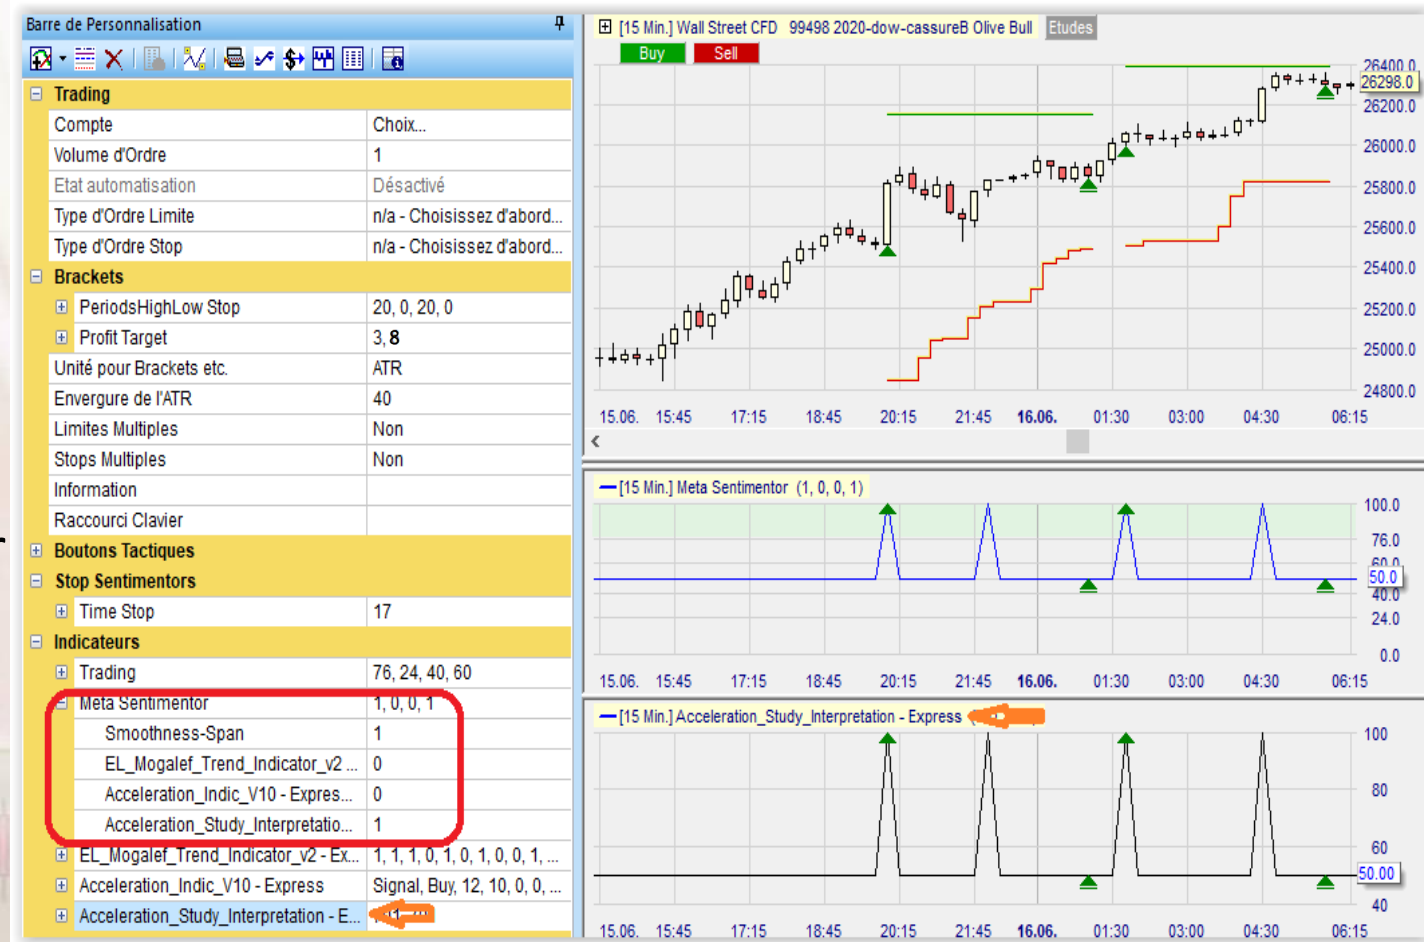 Barre de Personnalisation
Trading
Compte Choix...
Volume d'Ordre 1
Etat automatisation Désactivé
Type d'Ordre Limite n/a - Choisissez d'abord...
Type d'Ordre Stop n/a - Choisissez d'abord...
Brackets
PeriodsHighLow Stop 20, 0, 20, 0
Profit Target 3, 8
Unité pour Brackets etc. ATR
Envergure de l'ATR 40
Limites Multiples Non
Stops Multiples Non
Information
Raccourci Clavier
Boutons Tactiques
Stop Sentimentors
Time Stop 17
Indicateurs
Trading 76, 24, 40, 60
Meta Sentimentor 1, 0, 0, 1
Smoothness-Span 1
EL_Mogalef_Trend_Indicator_v2 ... 0
Acceleration_Indic_V10 - Expres... 0
Acceleration_Study_Interpretatio... 1
EL_Mogalef_Trend_Indicator_v2 - Ex... 1, 1, 1, 0, 1, 0, 1, 0, 0, 1, ...
Acceleration_Indic_V10 - Express Signal, Buy, 12, 10, 0, 0, ...
Acceleration_Study_Interpretation - E...
[15 Min.] Wall Street CFD 99498 2020-dow-cassureB Olive Bull Etudes
Buy Sell
26400.0
26298.0
26200.0
26000.0
25800.0
25600.0
25400.0
25200.0
25000.0
24800.0
15.06. 15:45 17:15 18:45 20:15 21:45 16.06. 01:30 03:00 04:30 06:15
[15 Min.] Meta Sentimentor (1, 0, 0, 1)
100.0
76.0
60.0
50.0
40.0
24.0
0.0
15.06. 15:45 17:15 18:45 20:15 21:45 16.06. 01:30 03:00 04:30 06:15
[15 Min.] Acceleration_Study_Interpretation - Express
100
80
60
50.00
40
15.06. 15:45 17:15 18:45 20:15 21:45 16.06. 01:30 03:00 04:30 06:15